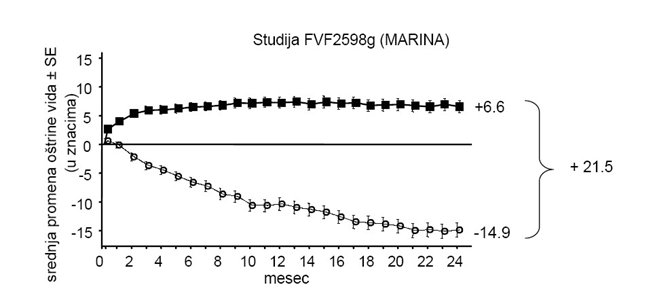 Studija FVF2598g (MARINA)
srednja promena oštrine vida ± SE
(u znacima)
15
10
5
0
-5
-10
-15
+6.6
+ 21.5
-14.9
0 2 4 6 8 10 12 14 16 18 20 22 24
mesec